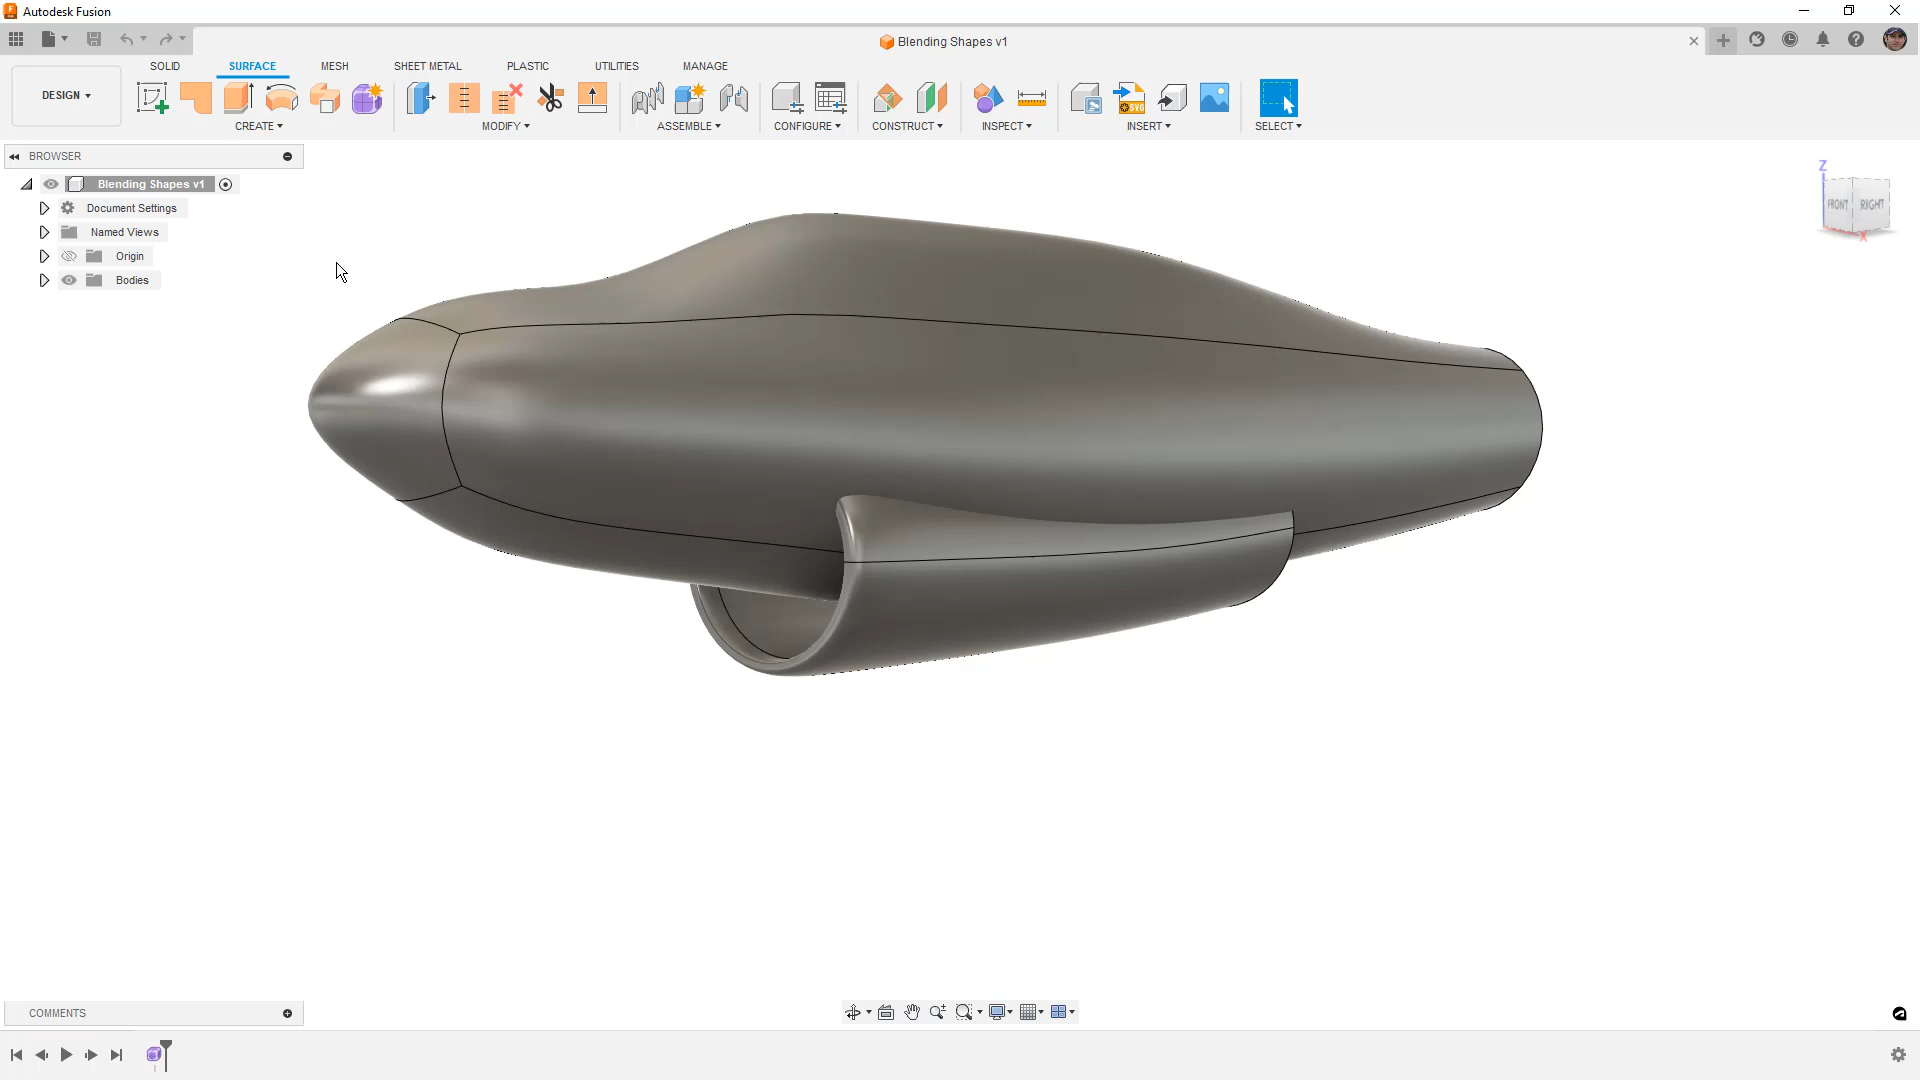 Autodesk Fusion
Blending Shapes v1
SOLID SURFACE MESH SHEET METAL PLASTIC UTILITIES MANAGE
DESIGN
CREATE MODIFY ASSEMBLE CONFIGURE CONSTRUCT INSPECT INSERT SELECT
SVG
BROWSER
Blending Shapes v1
Document Settings
Named Views
Origin
Bodies
Z
FRONT RIGHT
X
COMMENTS